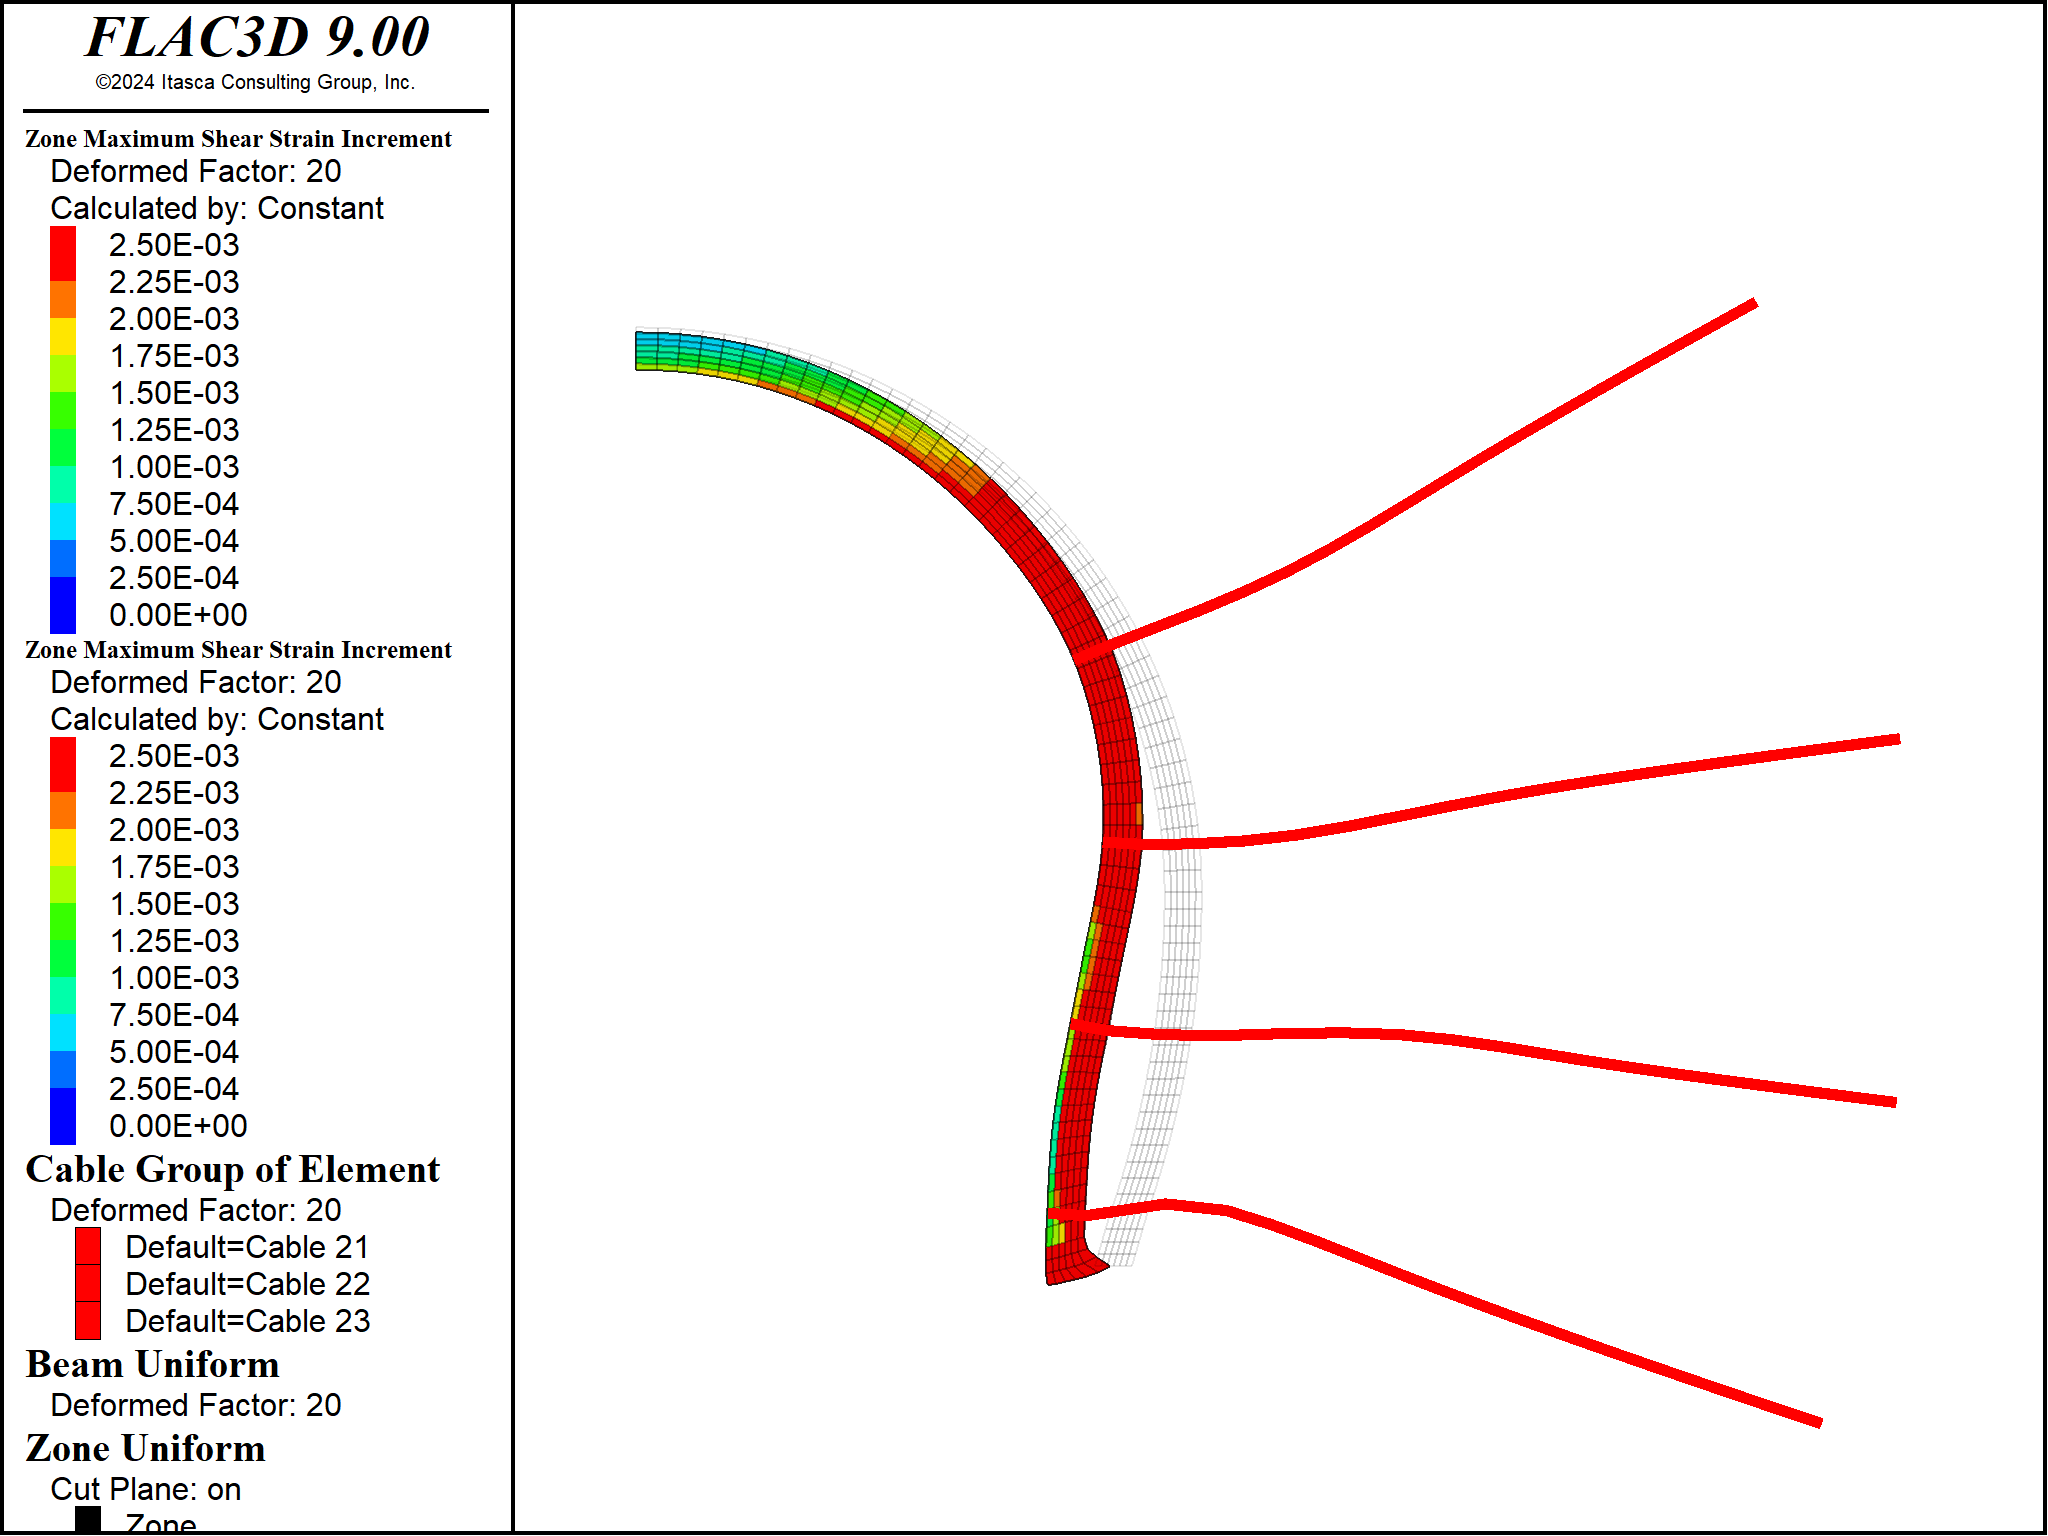 FLAC3D 9.00
©2024 Itasca Consulting Group, Inc.
Zone Maximum Shear Strain Increment
Deformed Factor: 20
Calculated by: Constant
2.50E-03
2.25E-03
2.00E-03
1.75E-03
1.50E-03
1.25E-03
1.00E-03
7.50E-04
5.00E-04
2.50E-04
0.00E+00
Zone Maximum Shear Strain Increment
Deformed Factor: 20
Calculated by: Constant
2.50E-03
2.25E-03
2.00E-03
1.75E-03
1.50E-03
1.25E-03
1.00E-03
7.50E-04
5.00E-04
2.50E-04
0.00E+00
Cable Group of Element
Deformed Factor: 20
Default=Cable 21
Default=Cable 22
Default=Cable 23
Beam Uniform
Deformed Factor: 20
Zone Uniform
Cut Plane: on
Zone